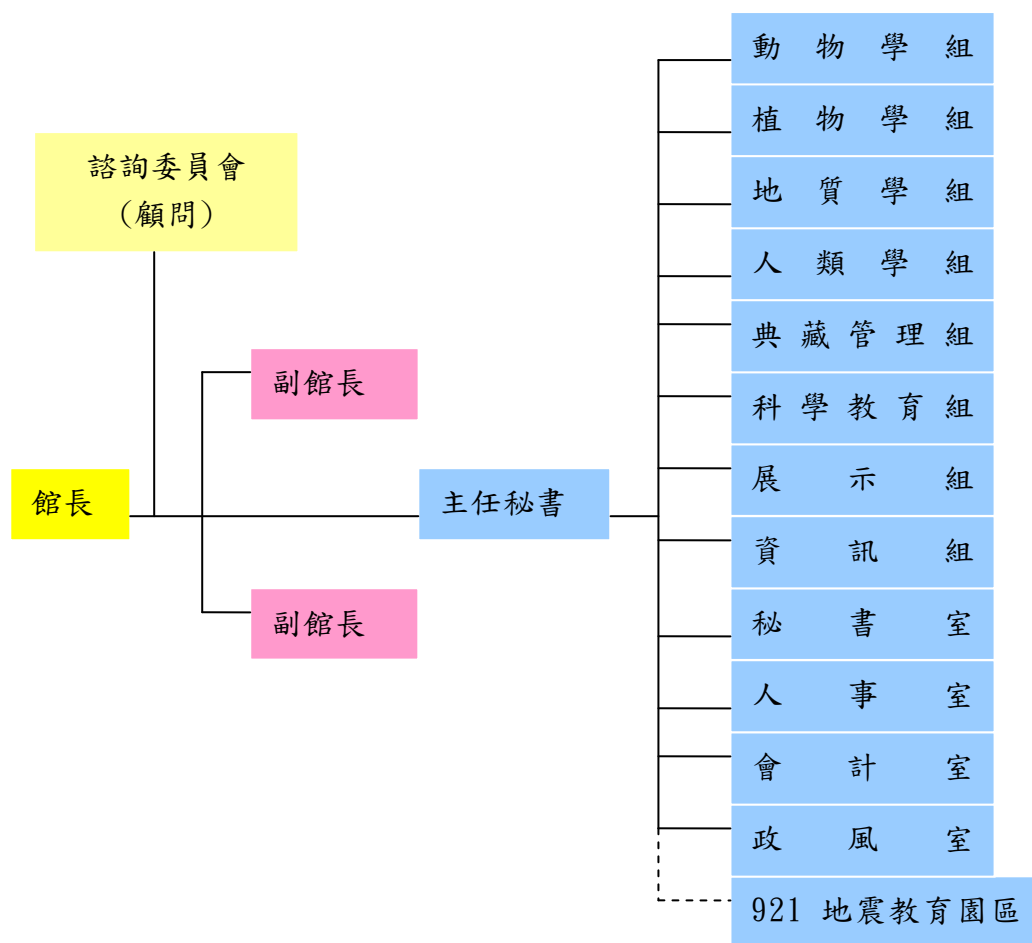 諮詢委員會
(顧問)
館長
副館長
副館長
主任秘書
動物學組
植物學組
地質學組
人類學組
典藏管理組
科學教育組
展示組
資訊組
秘書室
人事室
會計室
政風室
921 地震教育園區